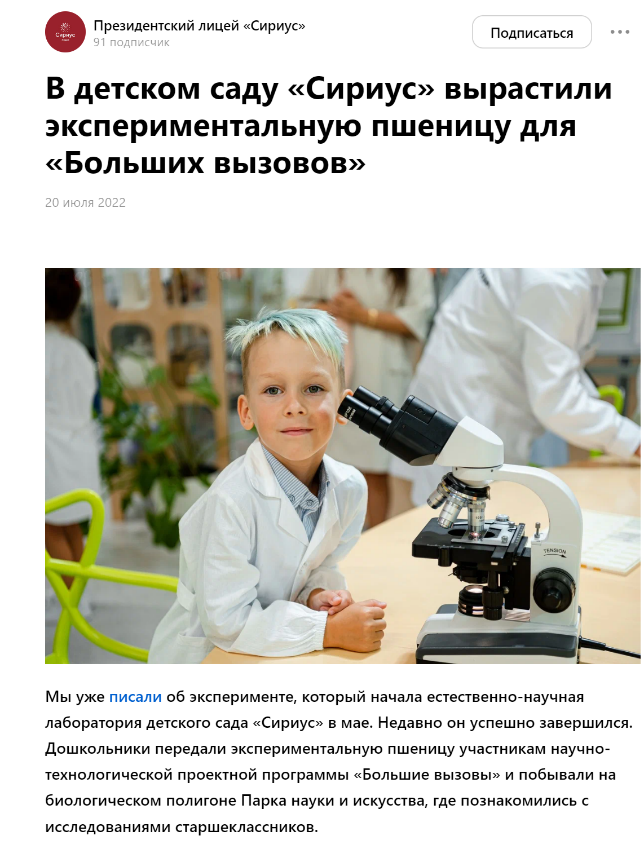 Президентский лицей «Сириус»
91 подписчик
Подписаться
В детском саду «Сириус» вырастили
экспериментальную пшеницу для
«Больших вызовов»
20 июля 2022
TENSION
Мы уже писали об эксперименте, который начала естественно-научная
лаборатория детского сада «Сириус» в мае. Недавно он успешно завершился.
Дошкольники передали экспериментальную пшеницу участникам научно-
технологической проектной программы «Большие вызовы» и побывали на
биологическом полигоне Парка науки и искусства, где познакомились с
исследованиями старшеклассников.